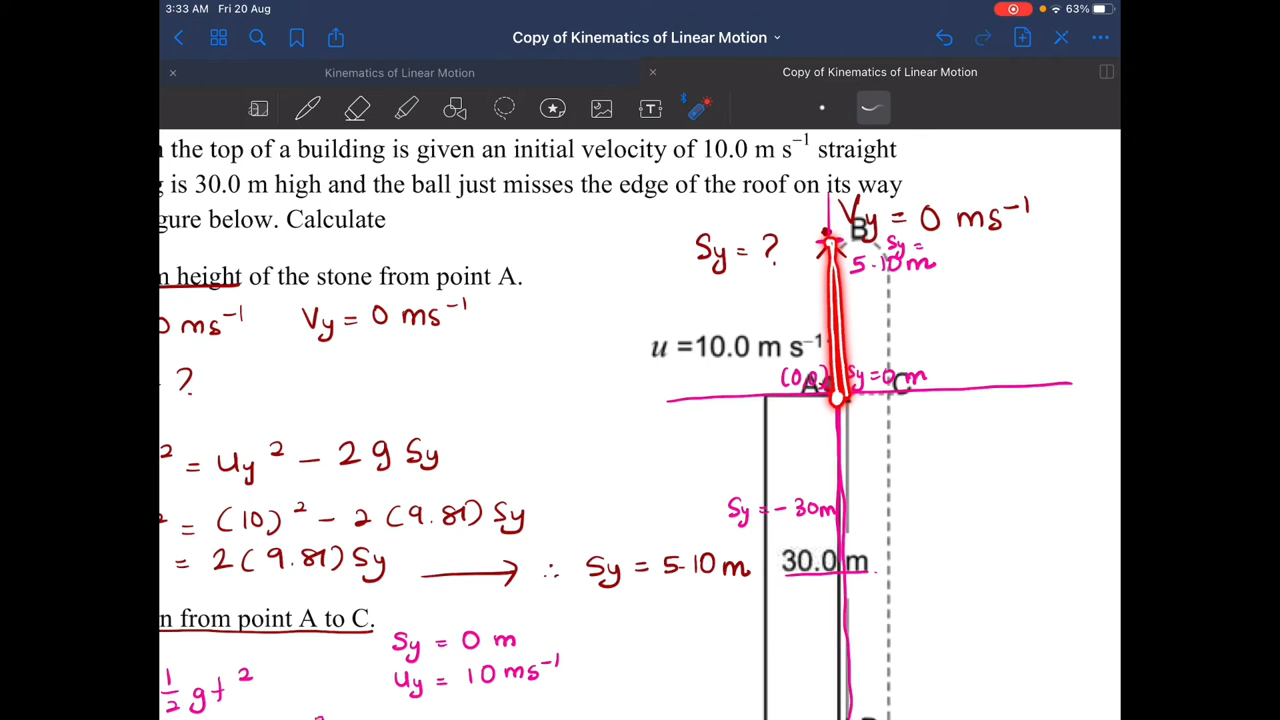 3:33 AM Fri 20 Aug
63%
Copy of Kinematics of Linear Motion
Kinematics of Linear Motion
Copy of Kinematics of Linear Motion
the top of a building is given an initial velocity of 10.0 m s⁻¹ straight
is 30.0 m high and the ball just misses the edge of the roof on its way
gure below. Calculate
height of the stone from point A.
0 ms⁻¹ Vy = 0 ms⁻¹
?
² = uy² - 2 g Sy
² = (10)² - 2 (9.81) Sy
= 2 (9.81) Sy → ∴ Sy = 5.10 m
n from point A to C.
Sy = 0 m
uy = 10 ms⁻¹
½ g t²
Vy = 0 ms⁻¹
B
Sy = ?
Sy =
5.10 m
u =10.0 m s⁻¹
(0,0) A Sy = 0 m C
Sy = - 30m
30.0 m